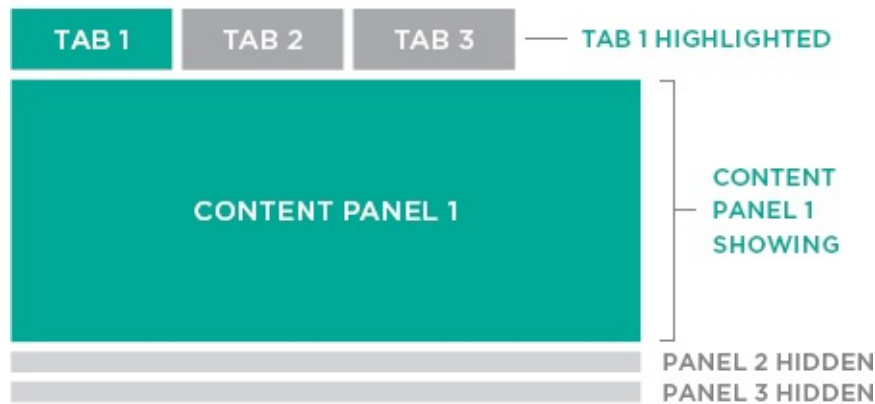 TAB 1
TAB 2
TAB 3
TAB 1 HIGHLIGHTED
CONTENT PANEL 1
CONTENT
PANEL 1
SHOWING
PANEL 2 HIDDEN
PANEL 3 HIDDEN